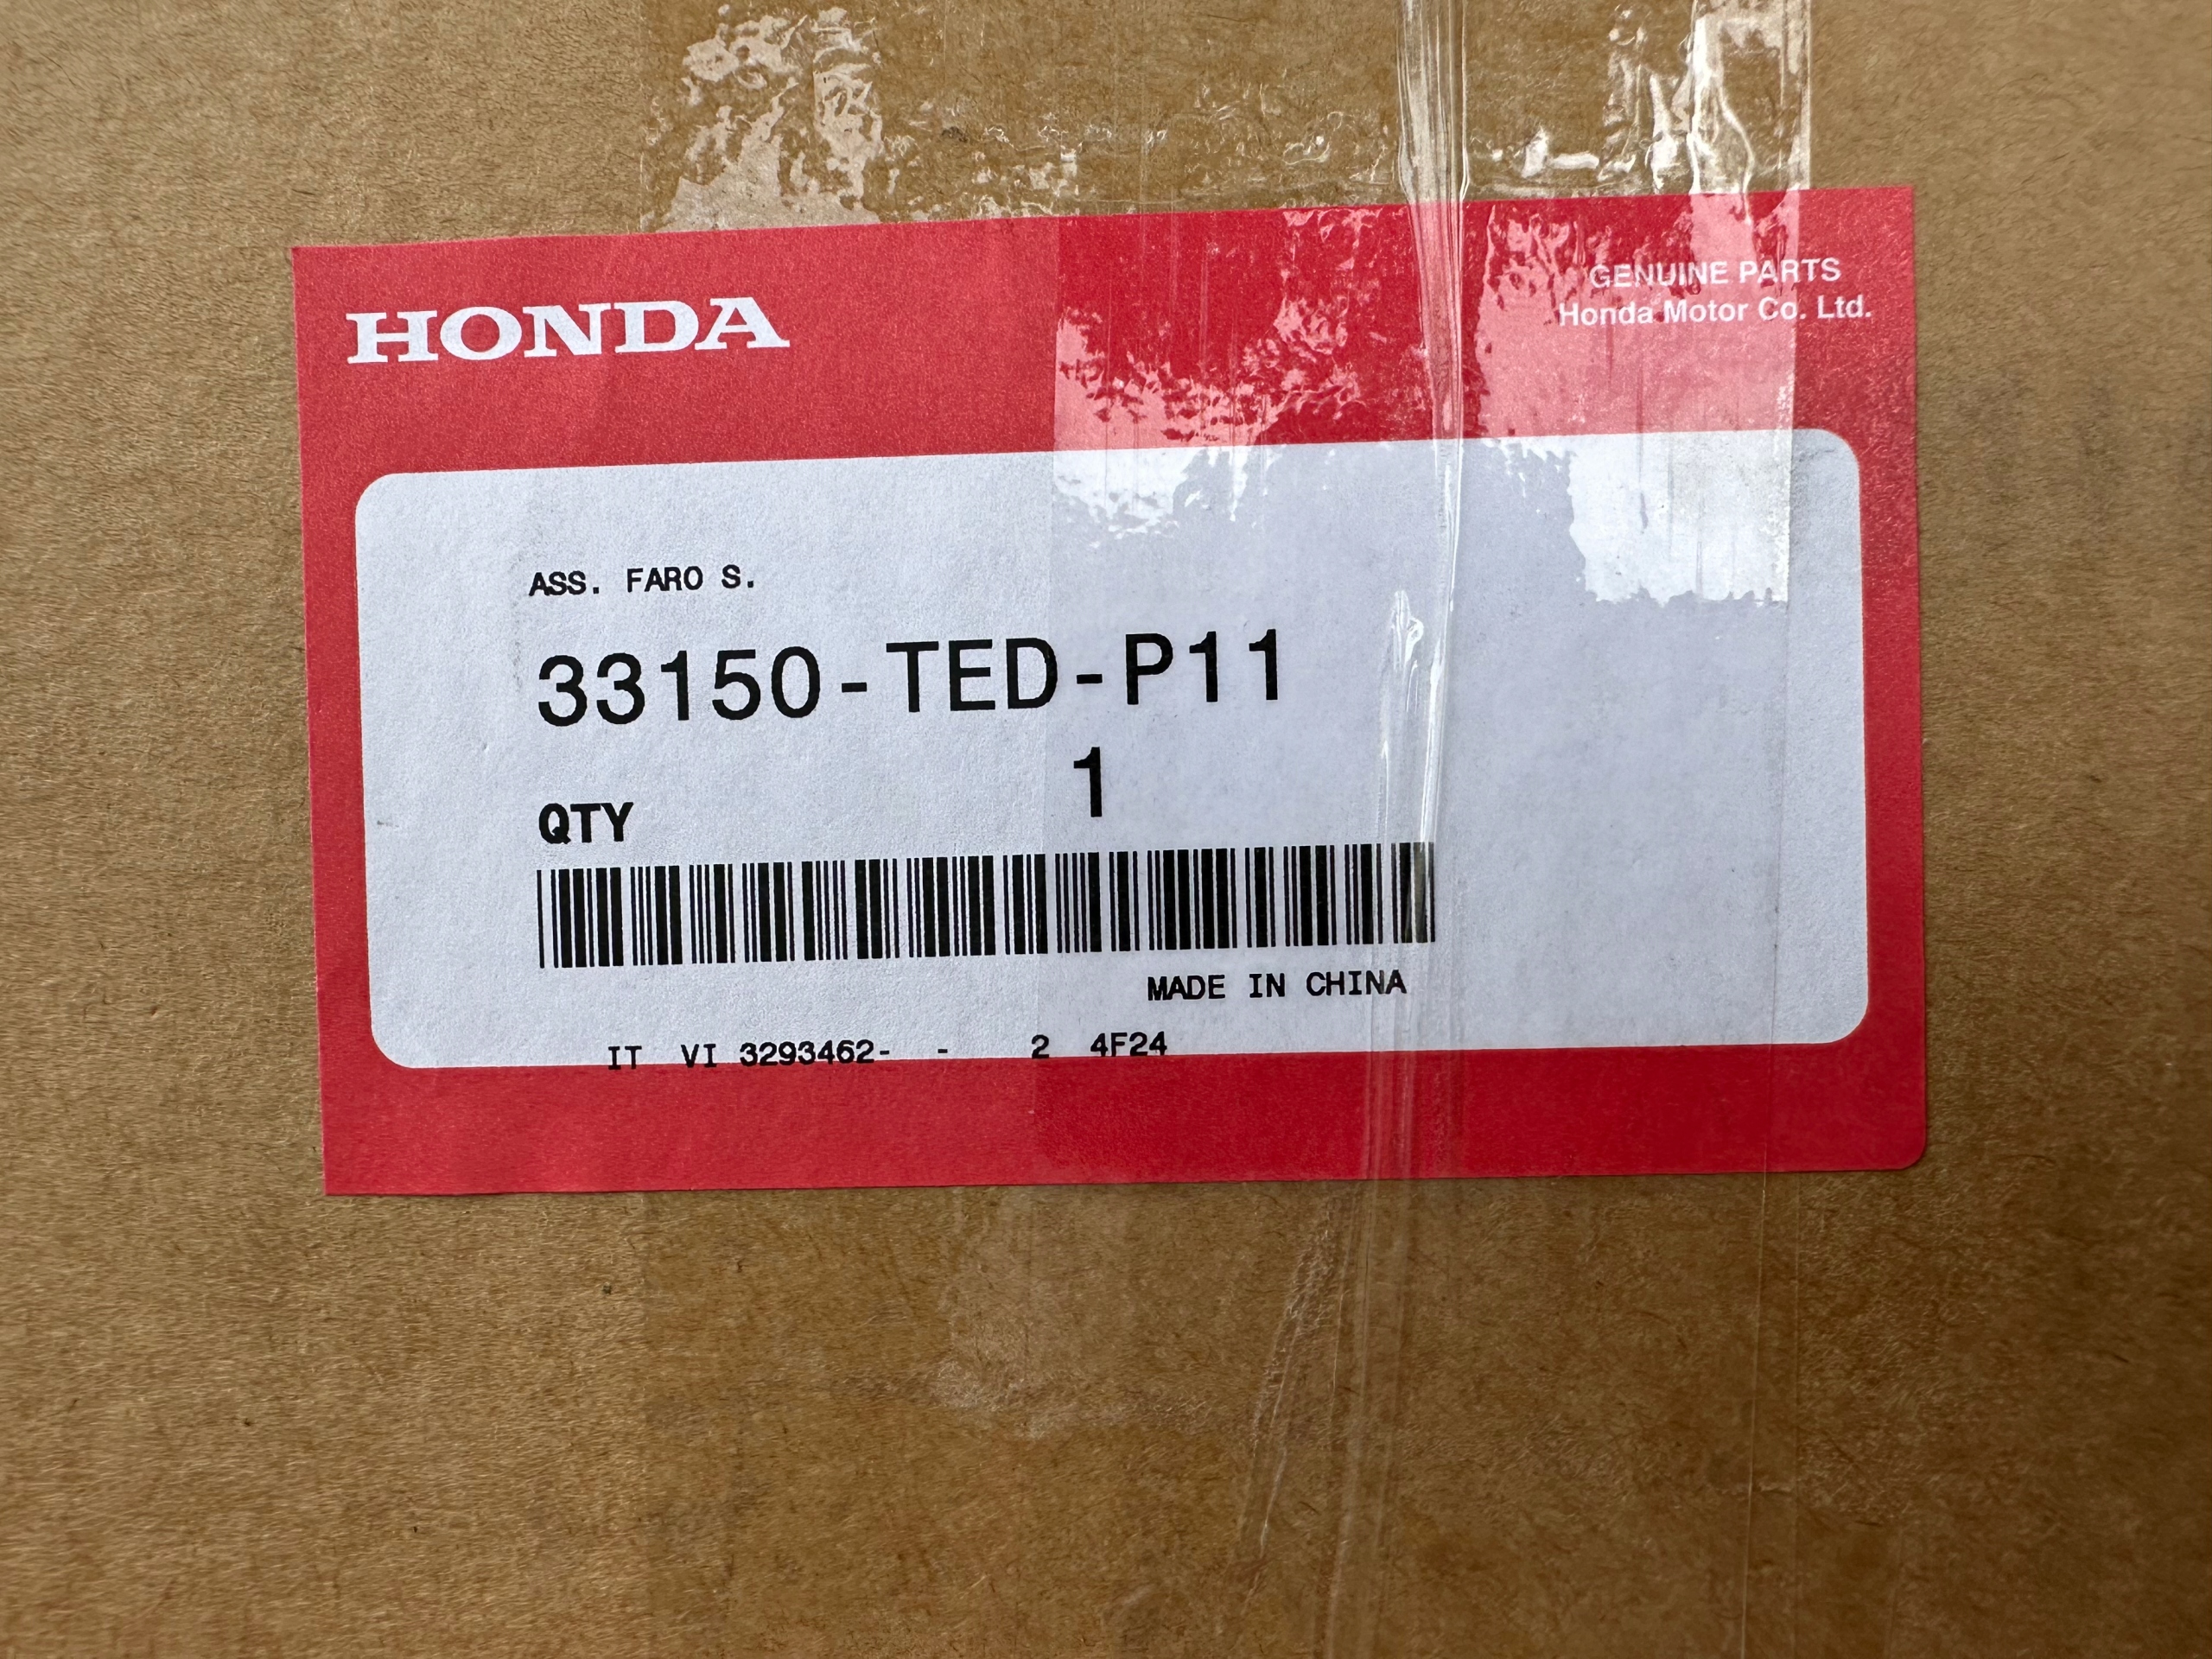 HONDA
GENUINE PARTS
Honda Motor Co. Ltd.
ASS. FARO S.
33150-TED-P11
1
QTY
MADE IN CHINA
IT VI 3293462- - 2 4F24